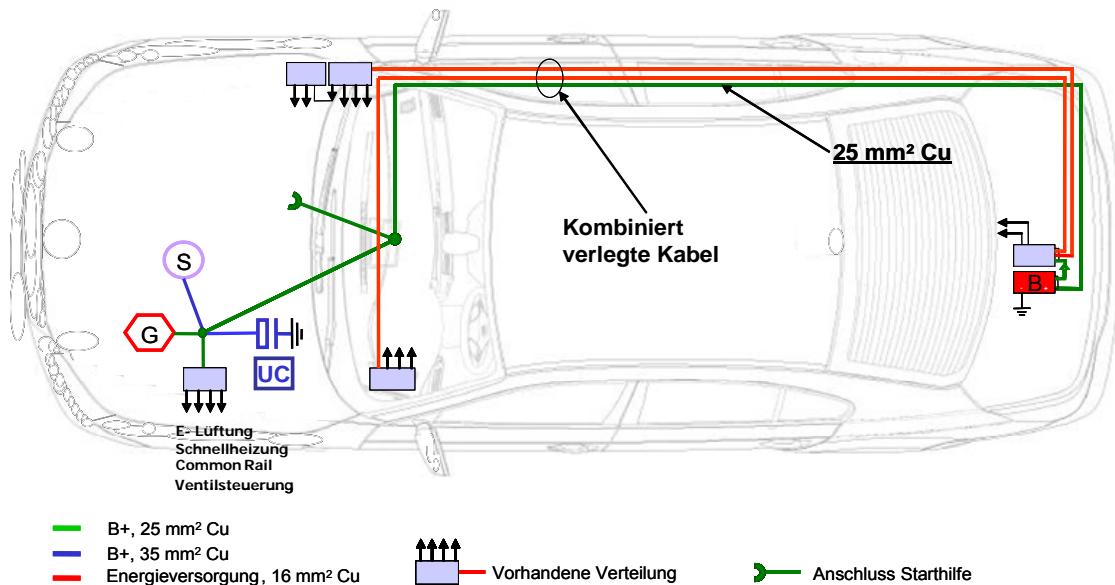 25 mm² Cu
Kombiniert
verlegte Kabel
S
G
UC
B
E- Lüftung
Schnellheizung
Common Rail
Ventilsteuerung
B+, 25 mm² Cu
B+, 35 mm² Cu
Energieversorgung, 16 mm² Cu
Vorhandene Verteilung
Anschluss Starthilfe